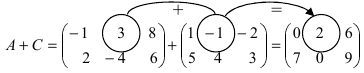 + =
A + C = (−1 3 8) + (1 −1 −2) = (0 2 6)
2 −4 6 5 4 3 7 0 9